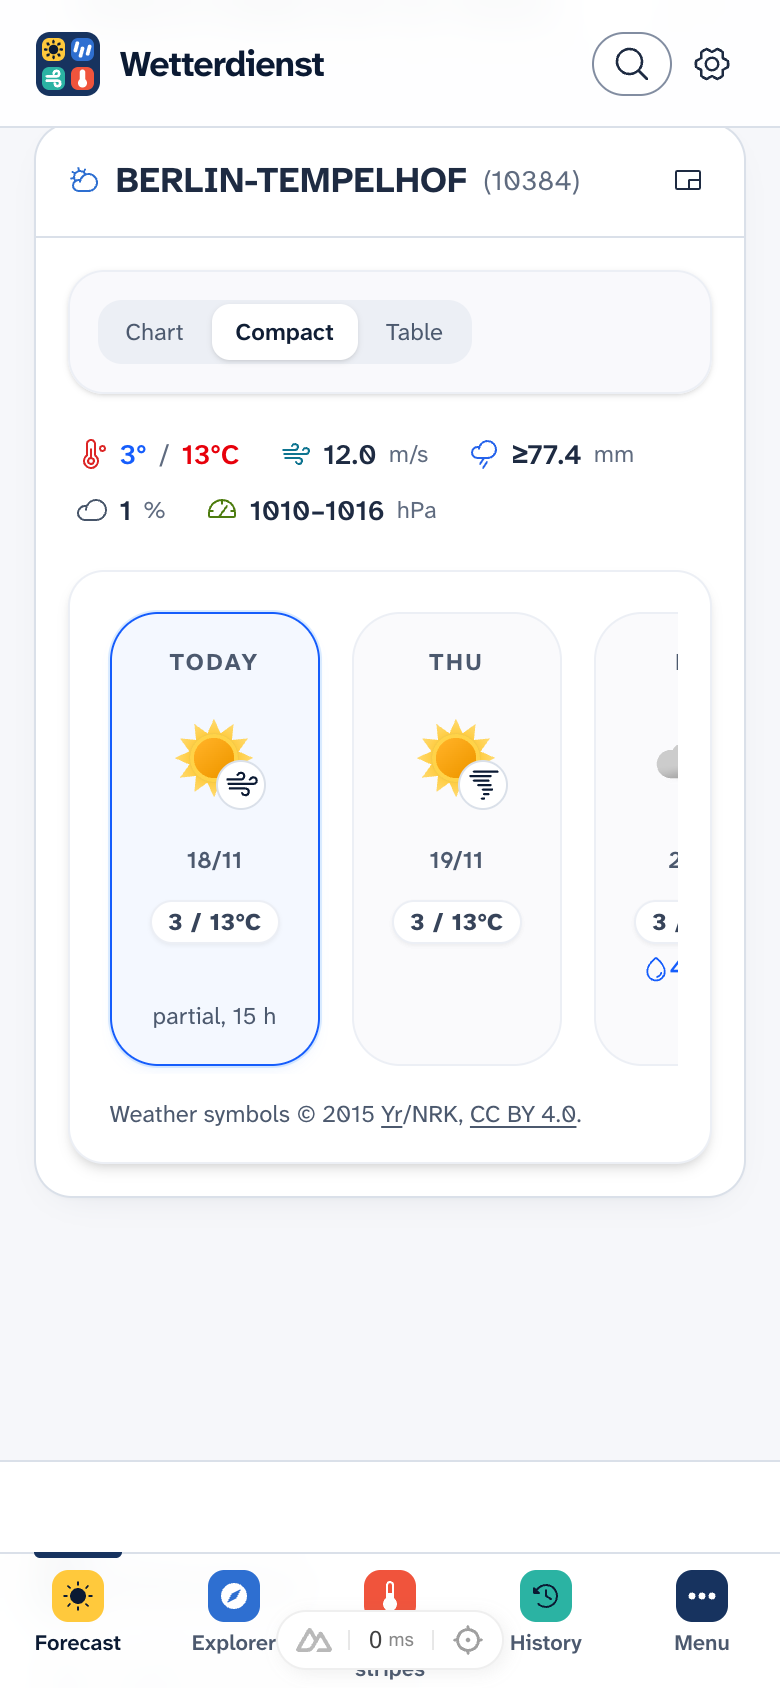 Wetterdienst
BERLIN-TEMPELHOF (10384)
Chart Compact Table
3° / 13°C 12.0 m/s ≥77.4 mm
1 % 1010–1016 hPa
TODAY THU
18/11 19/11
3 / 13°C 3 / 13°C 3 /
partial, 15 h
Weather symbols © 2015 Yr/NRK, CC BY 4.0.
Forecast Explorer History Menu
0 ms
stripes